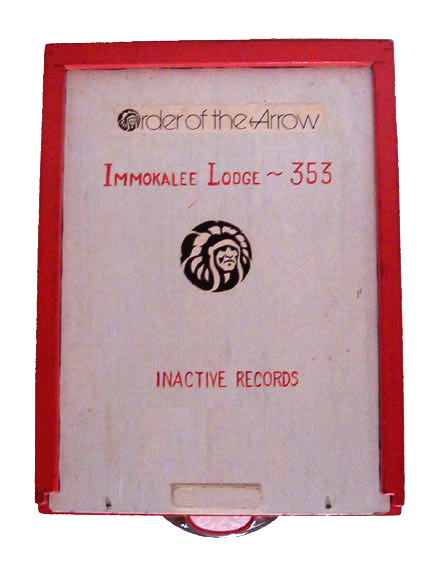 Order of the Arrow
IMMOKALEE LODGE ~ 353
INACTIVE RECORDS